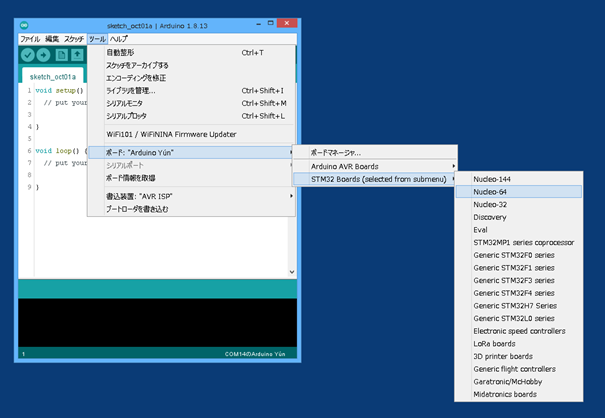 sketch_oct01a | Arduino 1.8.13
ファイル 編集 スケッチ ツール ヘルプ
自動整形 Ctrl+T
スケッチをアーカイブする
エンコーディングを修正
ライブラリを管理... Ctrl+Shift+I
シリアルモニタ Ctrl+Shift+M
シリアルプロッタ Ctrl+Shift+L
WiFi101 / WiFiNINA Firmware Updater
ボード: "Arduino Yún"
シリアルポート
ボード情報を取得
書込装置: "AVR ISP"
ブートローダを書き込む
sketch_oct01a
1 void setup()
2 // put your
3
4 }
5
6 void loop() {
7 // put your
8
9 }
ボードマネージャ...
Arduino AVR Boards
STM32 Boards (selected from submenu)
Nucleo-144
Nucleo-64
Nucleo-32
Discovery
Eval
STM32MP1 series coprocessor
Generic STM32F0 series
Generic STM32F1 series
Generic STM32F3 series
Generic STM32F4 series
Generic STM32H7 Series
Generic STM32L0 series
Electronic speed controllers
LoRa boards
3D printer boards
Generic flight controllers
Garatronic/McHobby
Midatronics boards
1 COM14のArduino Yún